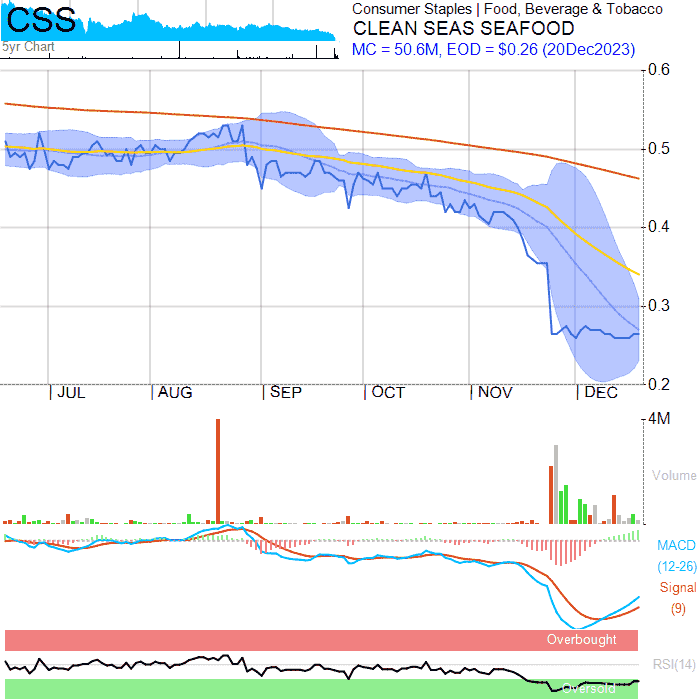 CSS
5yr Chart
Consumer Staples | Food, Beverage & Tobacco
CLEAN SEAS SEAFOOD
MC = 50.6M, EOD = $0.26 (20Dec2023)
0.6
0.5
0.4
0.3
0.2
JUL AUG SEP OCT NOV DEC
4M
Volume
MACD
(12-26)
Signal
(9)
Overbought
RSI(14)
Oversold